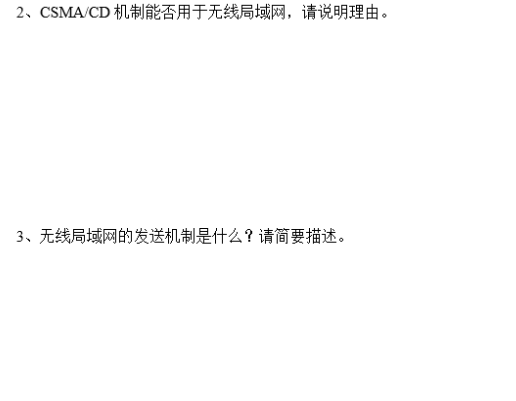 2、CSMA/CD 机制能否用于无线局域网，请说明理由。
3、无线局域网的发送机制是什么？请简要描述。